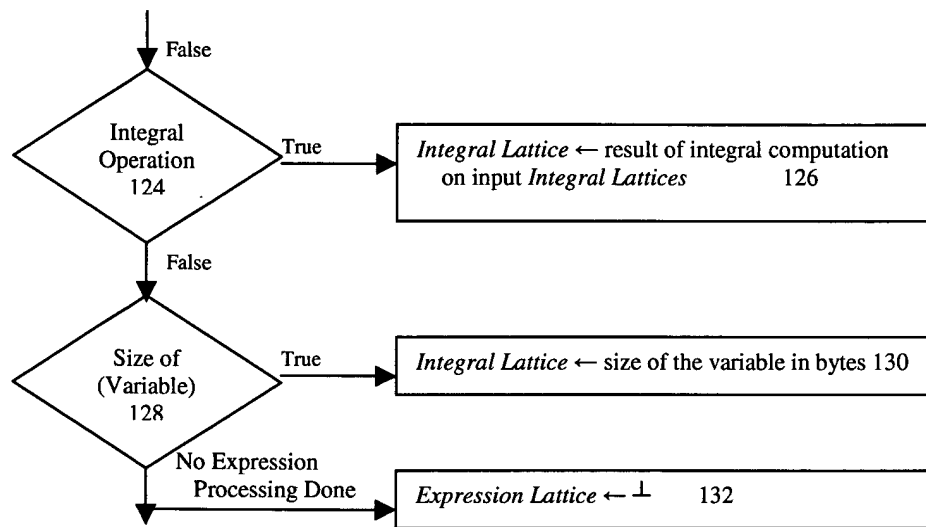 False
Integral
Operation
124
True
Integral Lattice ← result of integral computation
on input Integral Lattices 126
False
Size of
(Variable)
128
True
Integral Lattice ← size of the variable in bytes 130
No Expression
Processing Done
Expression Lattice ← ⊥ 132